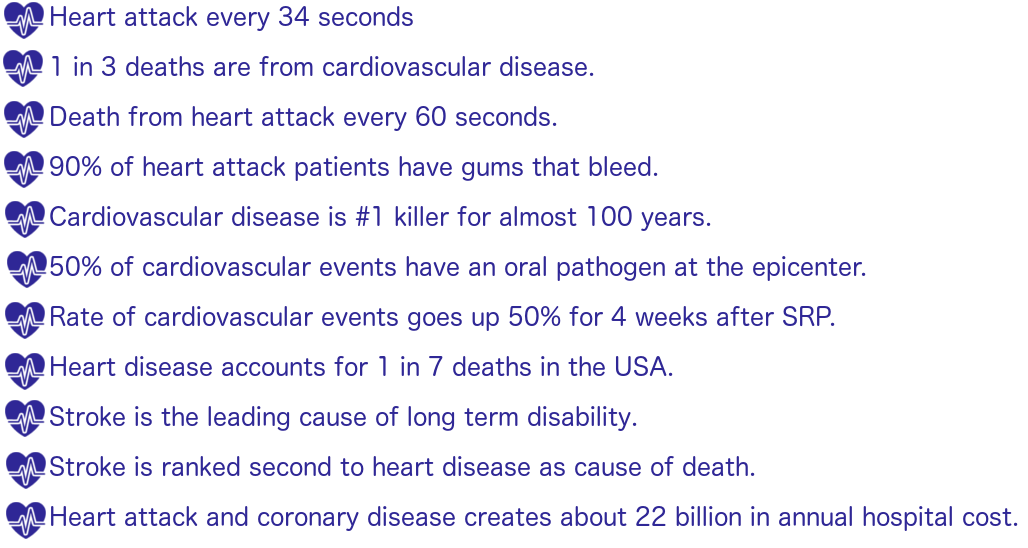 Heart attack every 34 seconds
1 in 3 deaths are from cardiovascular disease.
Death from heart attack every 60 seconds.
90% of heart attack patients have gums that bleed.
Cardiovascular disease is #1 killer for almost 100 years.
50% of cardiovascular events have an oral pathogen at the epicenter.
Rate of cardiovascular events goes up 50% for 4 weeks after SRP.
Heart disease accounts for 1 in 7 deaths in the USA.
Stroke is the leading cause of long term disability.
Stroke is ranked second to heart disease as cause of death.
Heart attack and coronary disease creates about 22 billion in annual hospital cost.